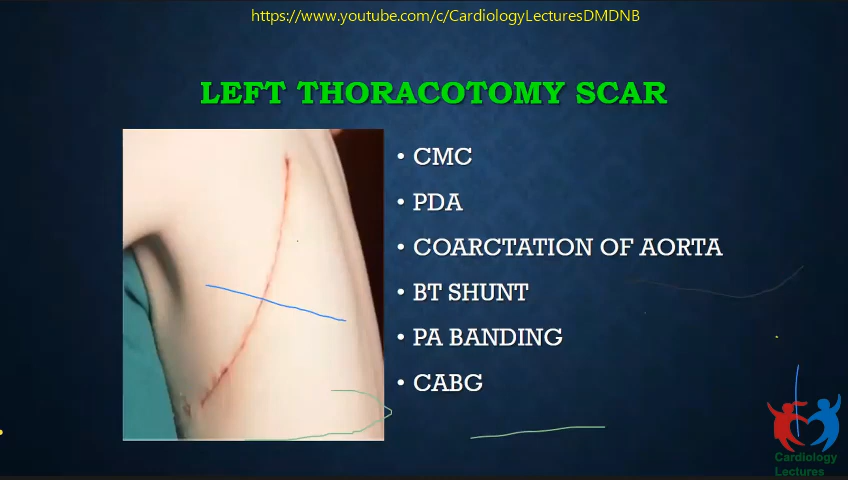 https://www.youtube.com/c/CardiologyLecturesDMDNB
LEFT THORACOTOMY SCAR
• CMC
• PDA
• COARCTATION OF AORTA
• BT SHUNT
• PA BANDING
• CABG
Cardiology
Lectures